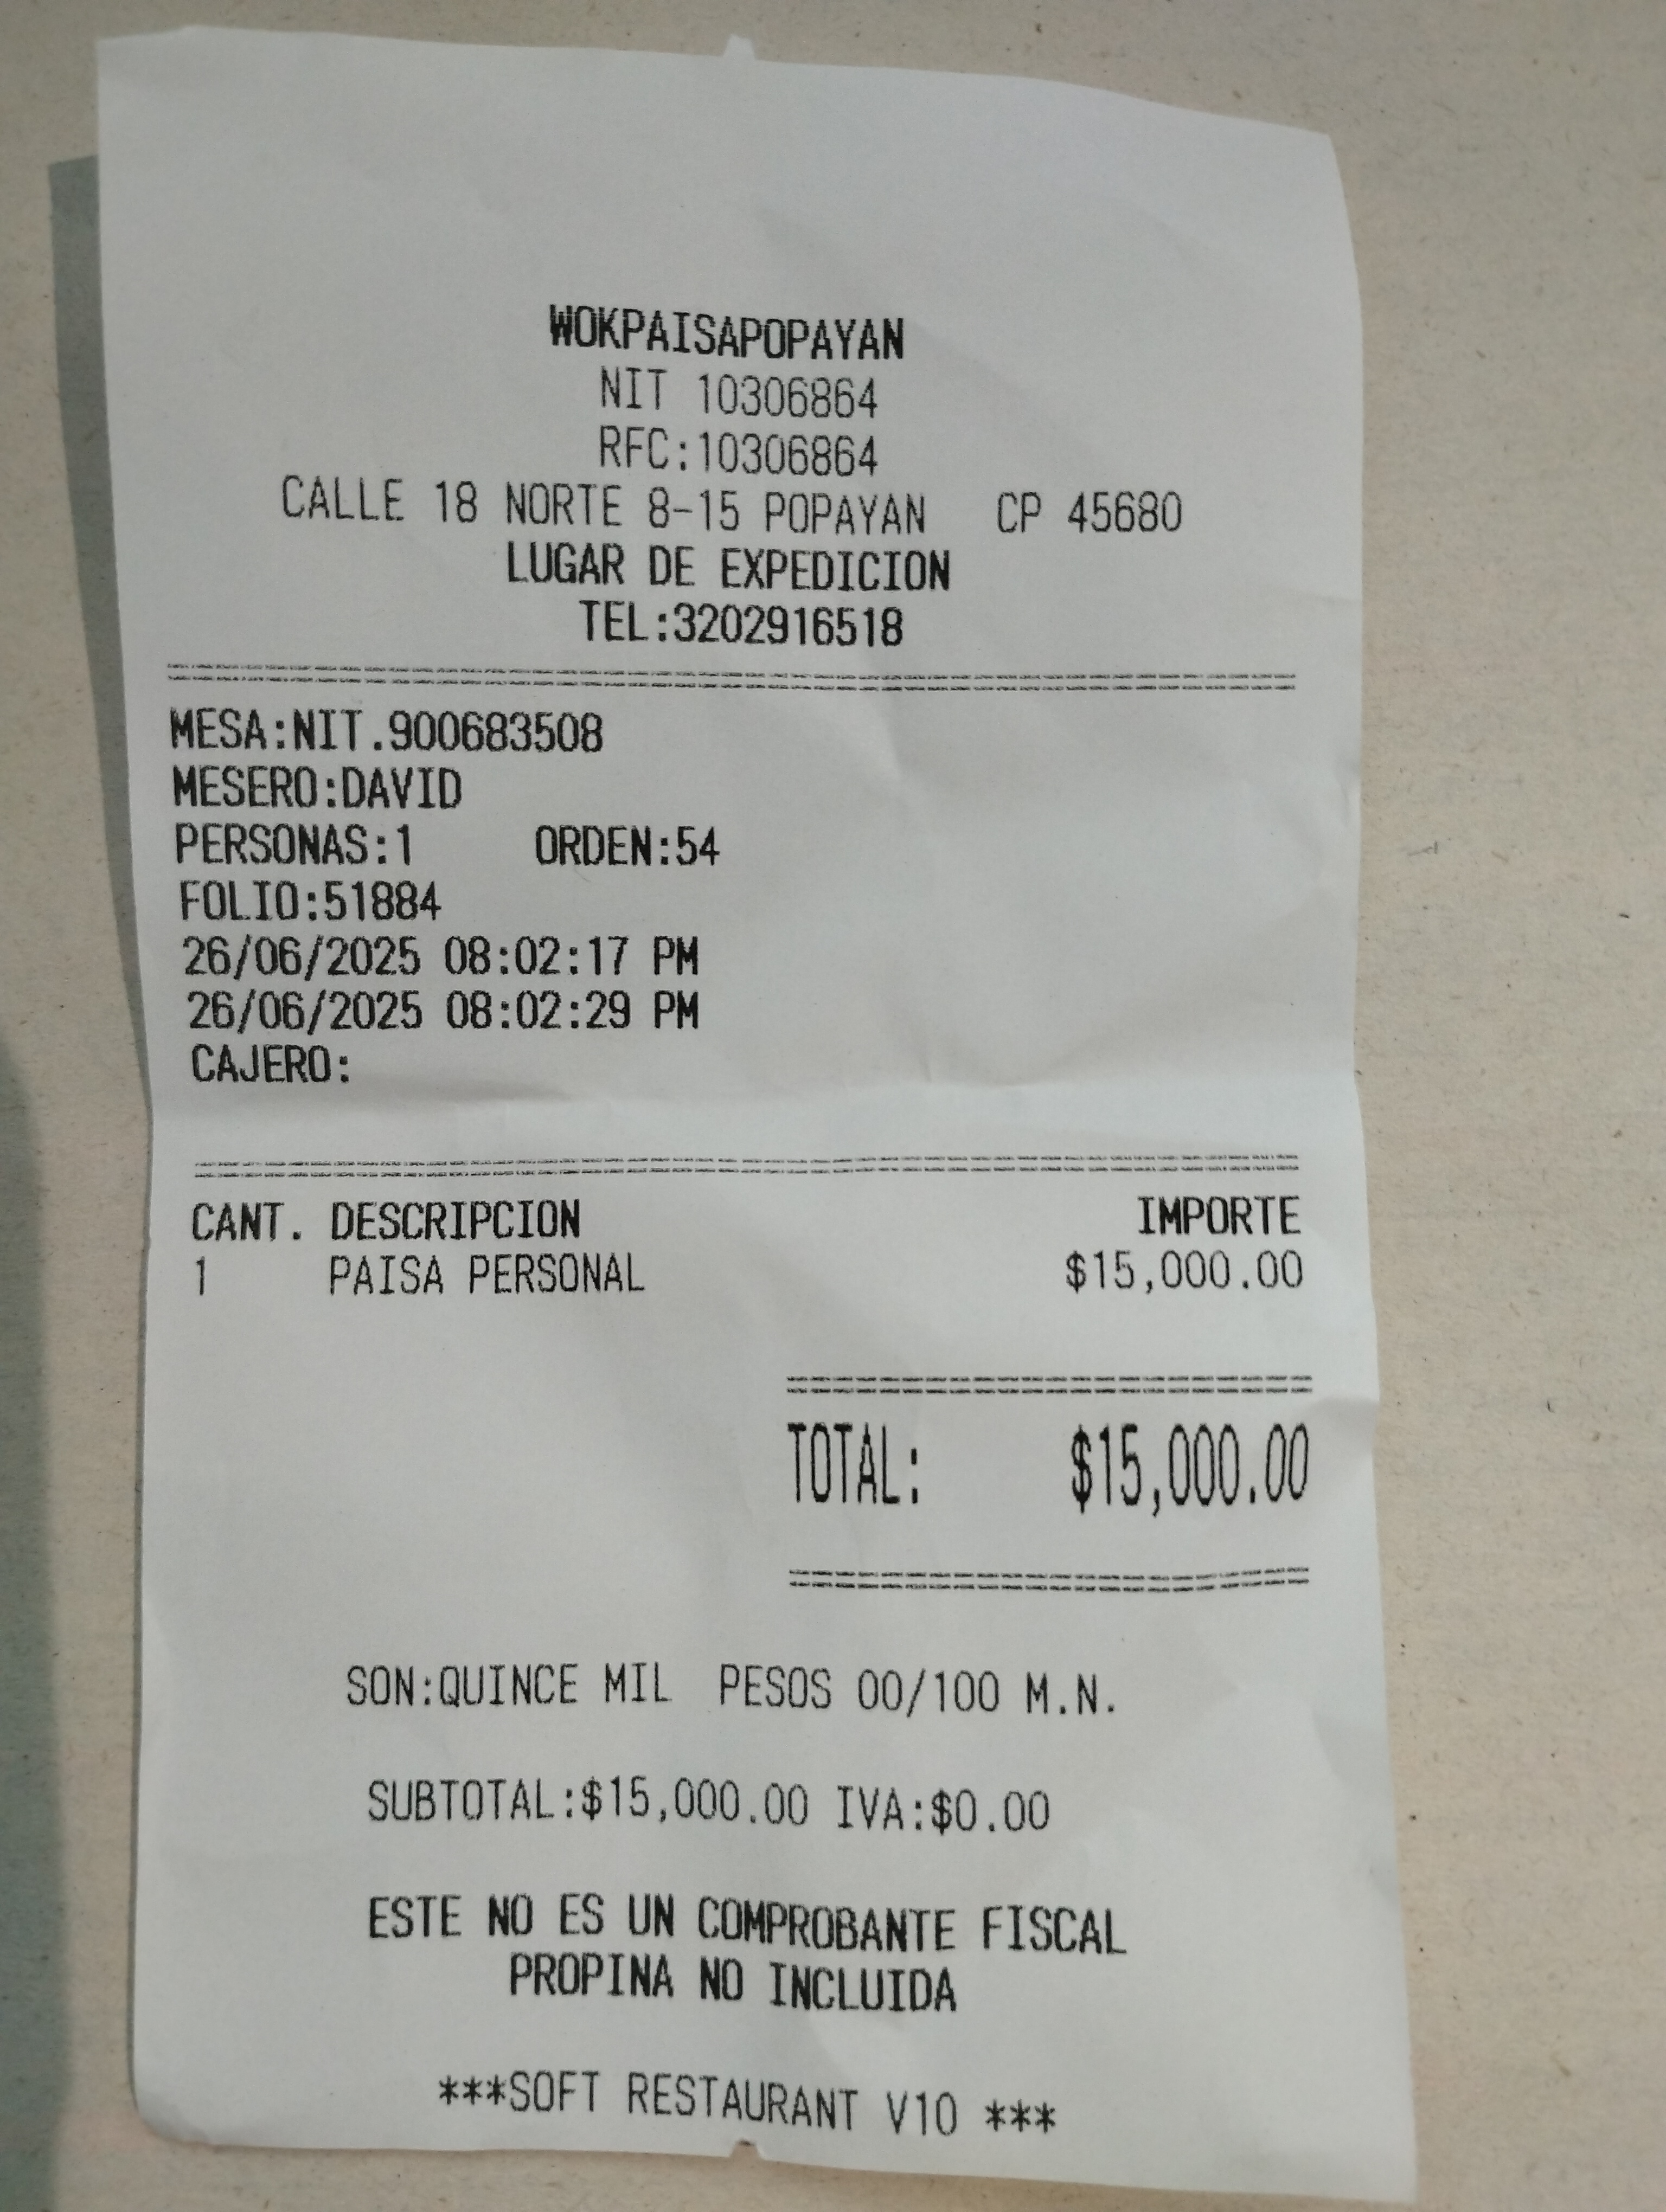 WOKPAISAPOPAYAN
NIT 10306864
RFC:10306864
CALLE 18 NORTE 8-15 POPAYAN CP 45680
LUGAR DE EXPEDICION
TEL:3202916518
MESA:NIT.900683508
MESERO:DAVID
PERSONAS:1 ORDEN:54
FOLIO:51884
26/06/2025 08:02:17 PM
26/06/2025 08:02:29 PM
CAJERO:
CANT. DESCRIPCION IMPORTE
1 PAISA PERSONAL $15,000.00
TOTAL: $15,000.00
SON:QUINCE MIL PESOS 00/100 M.N.
SUBTOTAL:$15,000.00 IVA:$0.00
ESTE NO ES UN COMPROBANTE FISCAL
PROPINA NO INCLUIDA
***SOFT RESTAURANT V10 ***